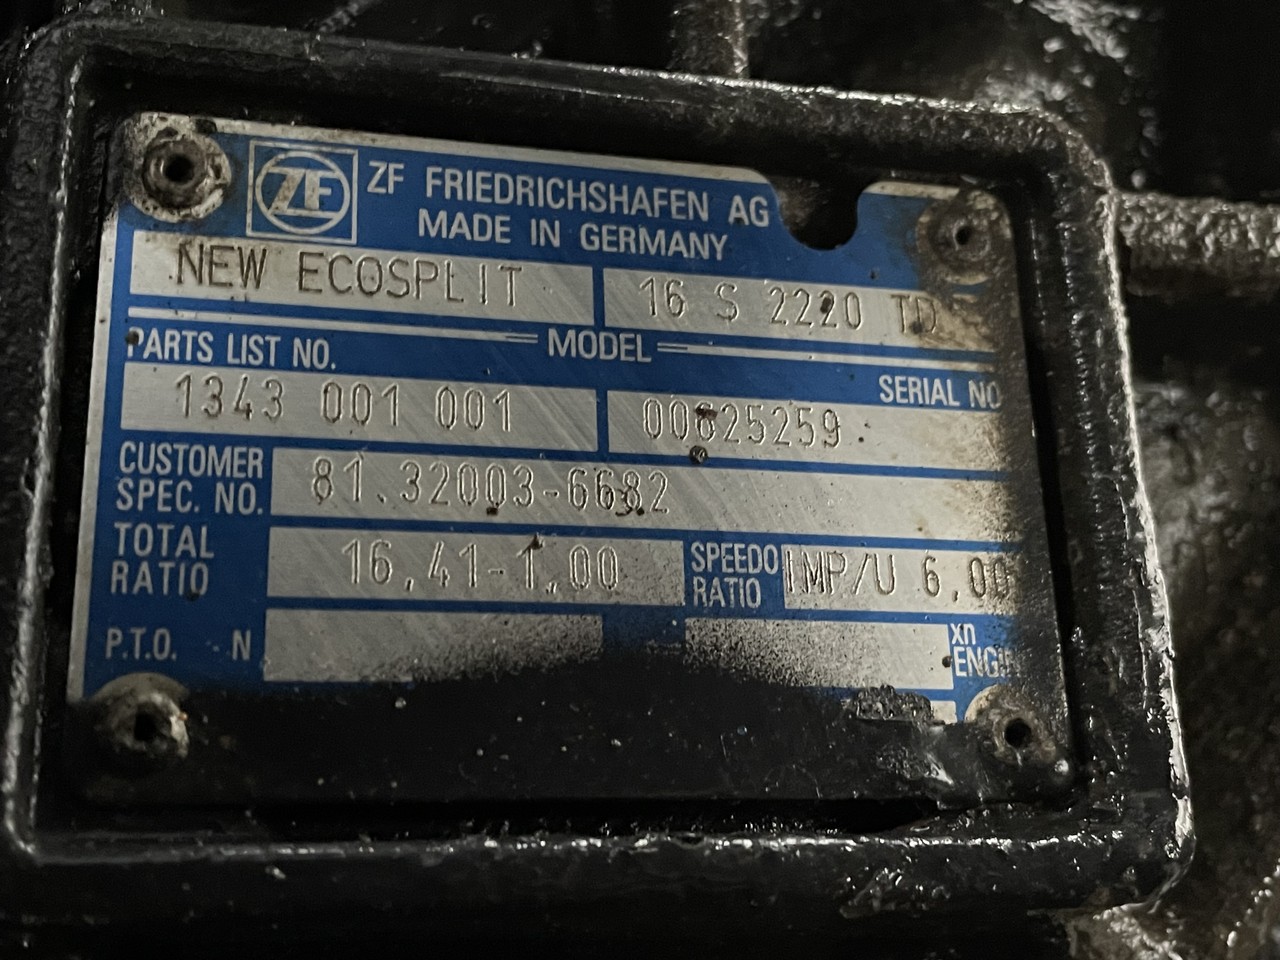 ZF
ZF FRIEDRICHSHAFEN AG
MADE IN GERMANY
NEW ECOSPLIT 16 S 2220 TD
MODEL
PARTS LIST NO. SERIAL NO
1343 001 001 00625259
CUSTOMER
SPEC. NO.
81.32003-6682
TOTAL
RATIO
16,41-1,00
SPEEDO
RATIO
IMP/U 6,00
P.T.O. N
xn